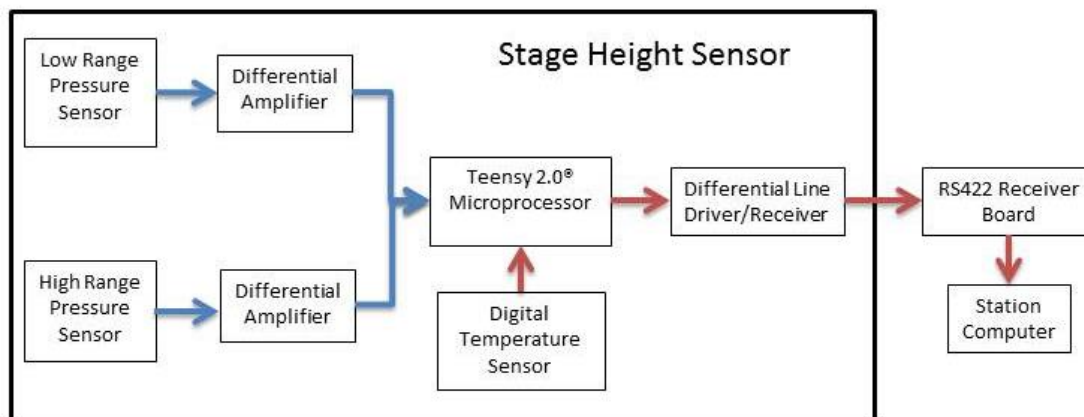 Stage Height Sensor
Low Range
Pressure
Sensor
Differential
Amplifier
Teensy 2.0®
Microprocessor
Differential Line
Driver/Receiver
RS422 Receiver
Board
High Range
Pressure
Sensor
Differential
Amplifier
Digital
Temperature
Sensor
Station
Computer